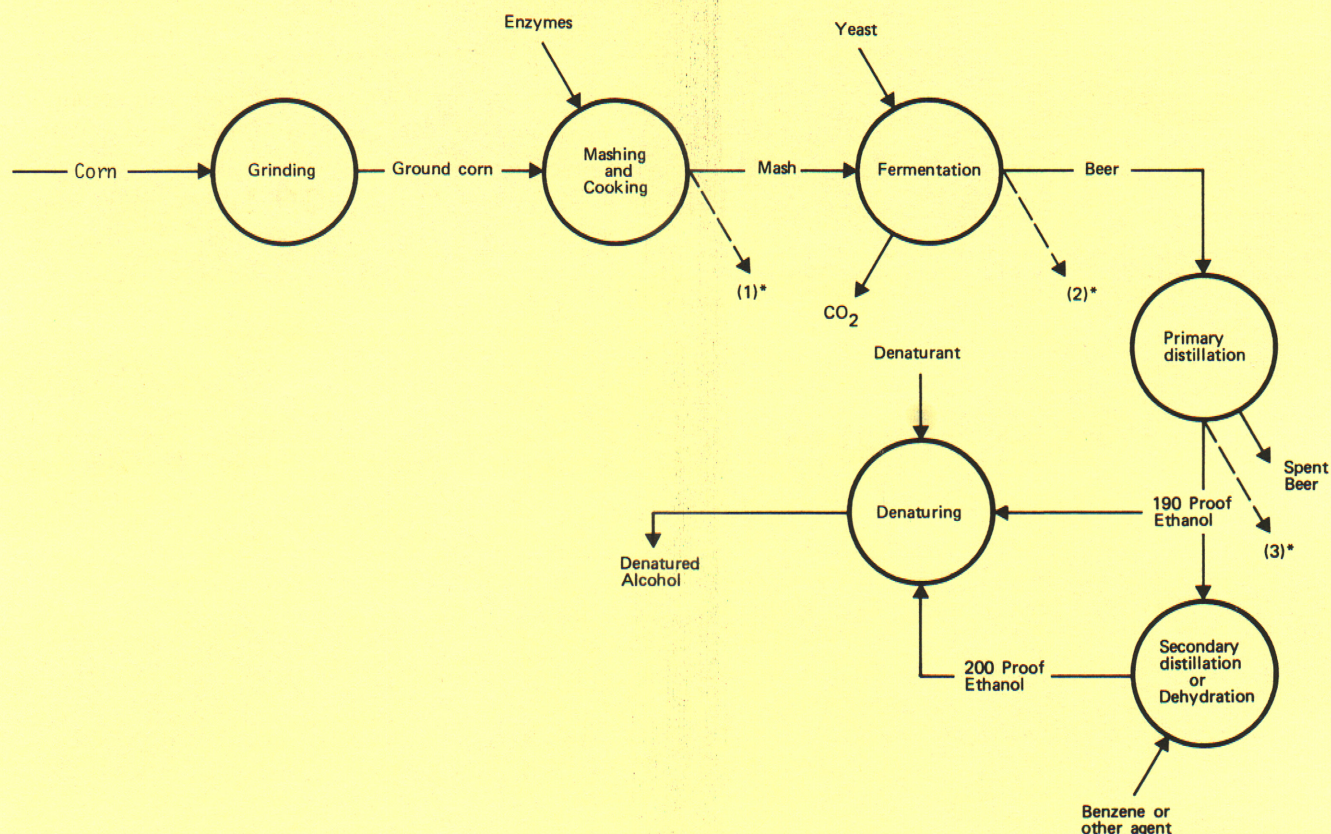 Enzymes
Yeast
Corn
Grinding
Ground corn
Mashing
and
Cooking
Mash
Fermentation
Beer
(1)*
CO2
(2)*
Primary
distillation
Denaturant
Spent
Beer
190 Proof
Ethanol
(3)*
Denaturing
Denatured
Alcohol
Secondary
distillation
or
Dehydration
200 Proof
Ethanol
Benzene or
other agent